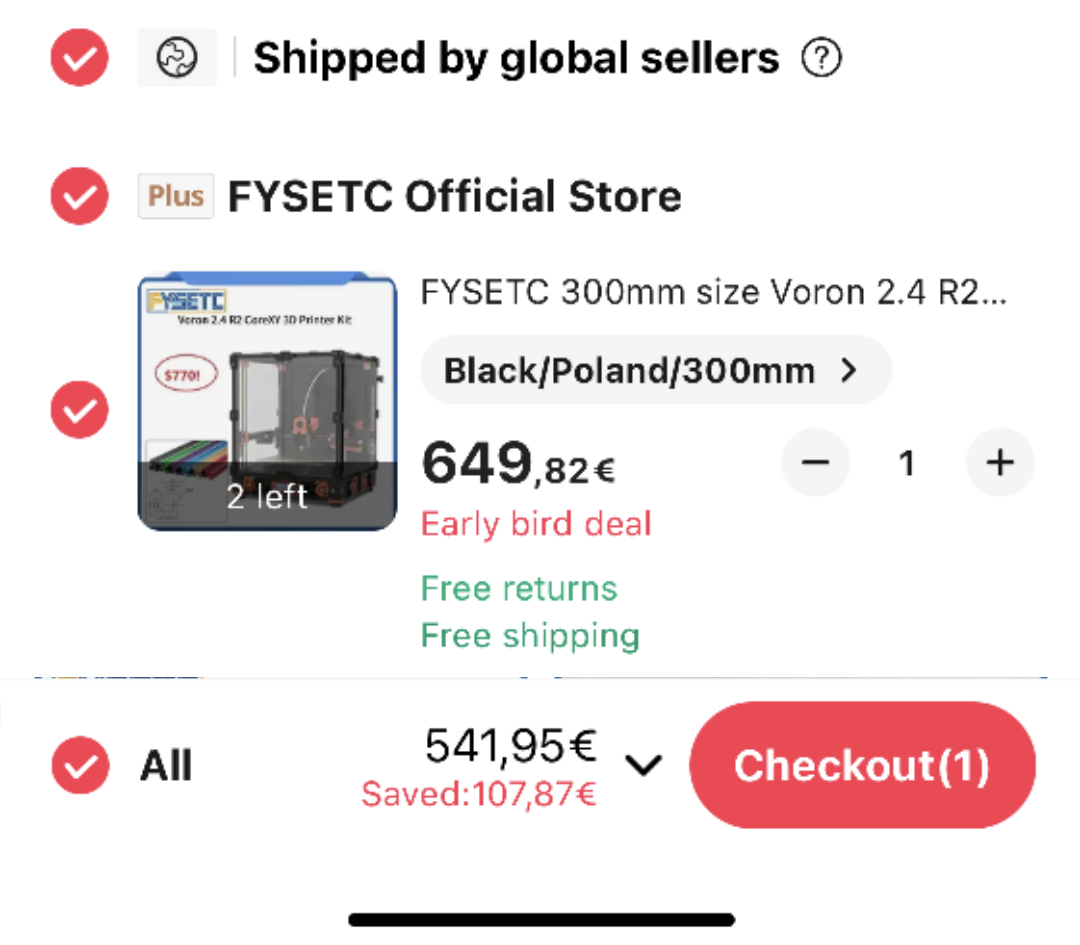 Shipped by global sellers ?
Plus FYSETC Official Store
FYSETC
Voron 2.4 R2 CoreXY 3D Printer Kit
$770!
2 left
FYSETC 300mm size Voron 2.4 R2...
Black/Poland/300mm >
649,82€
− 1 +
Early bird deal
Free returns
Free shipping
All
541,95€
Saved:107,87€
Checkout(1)